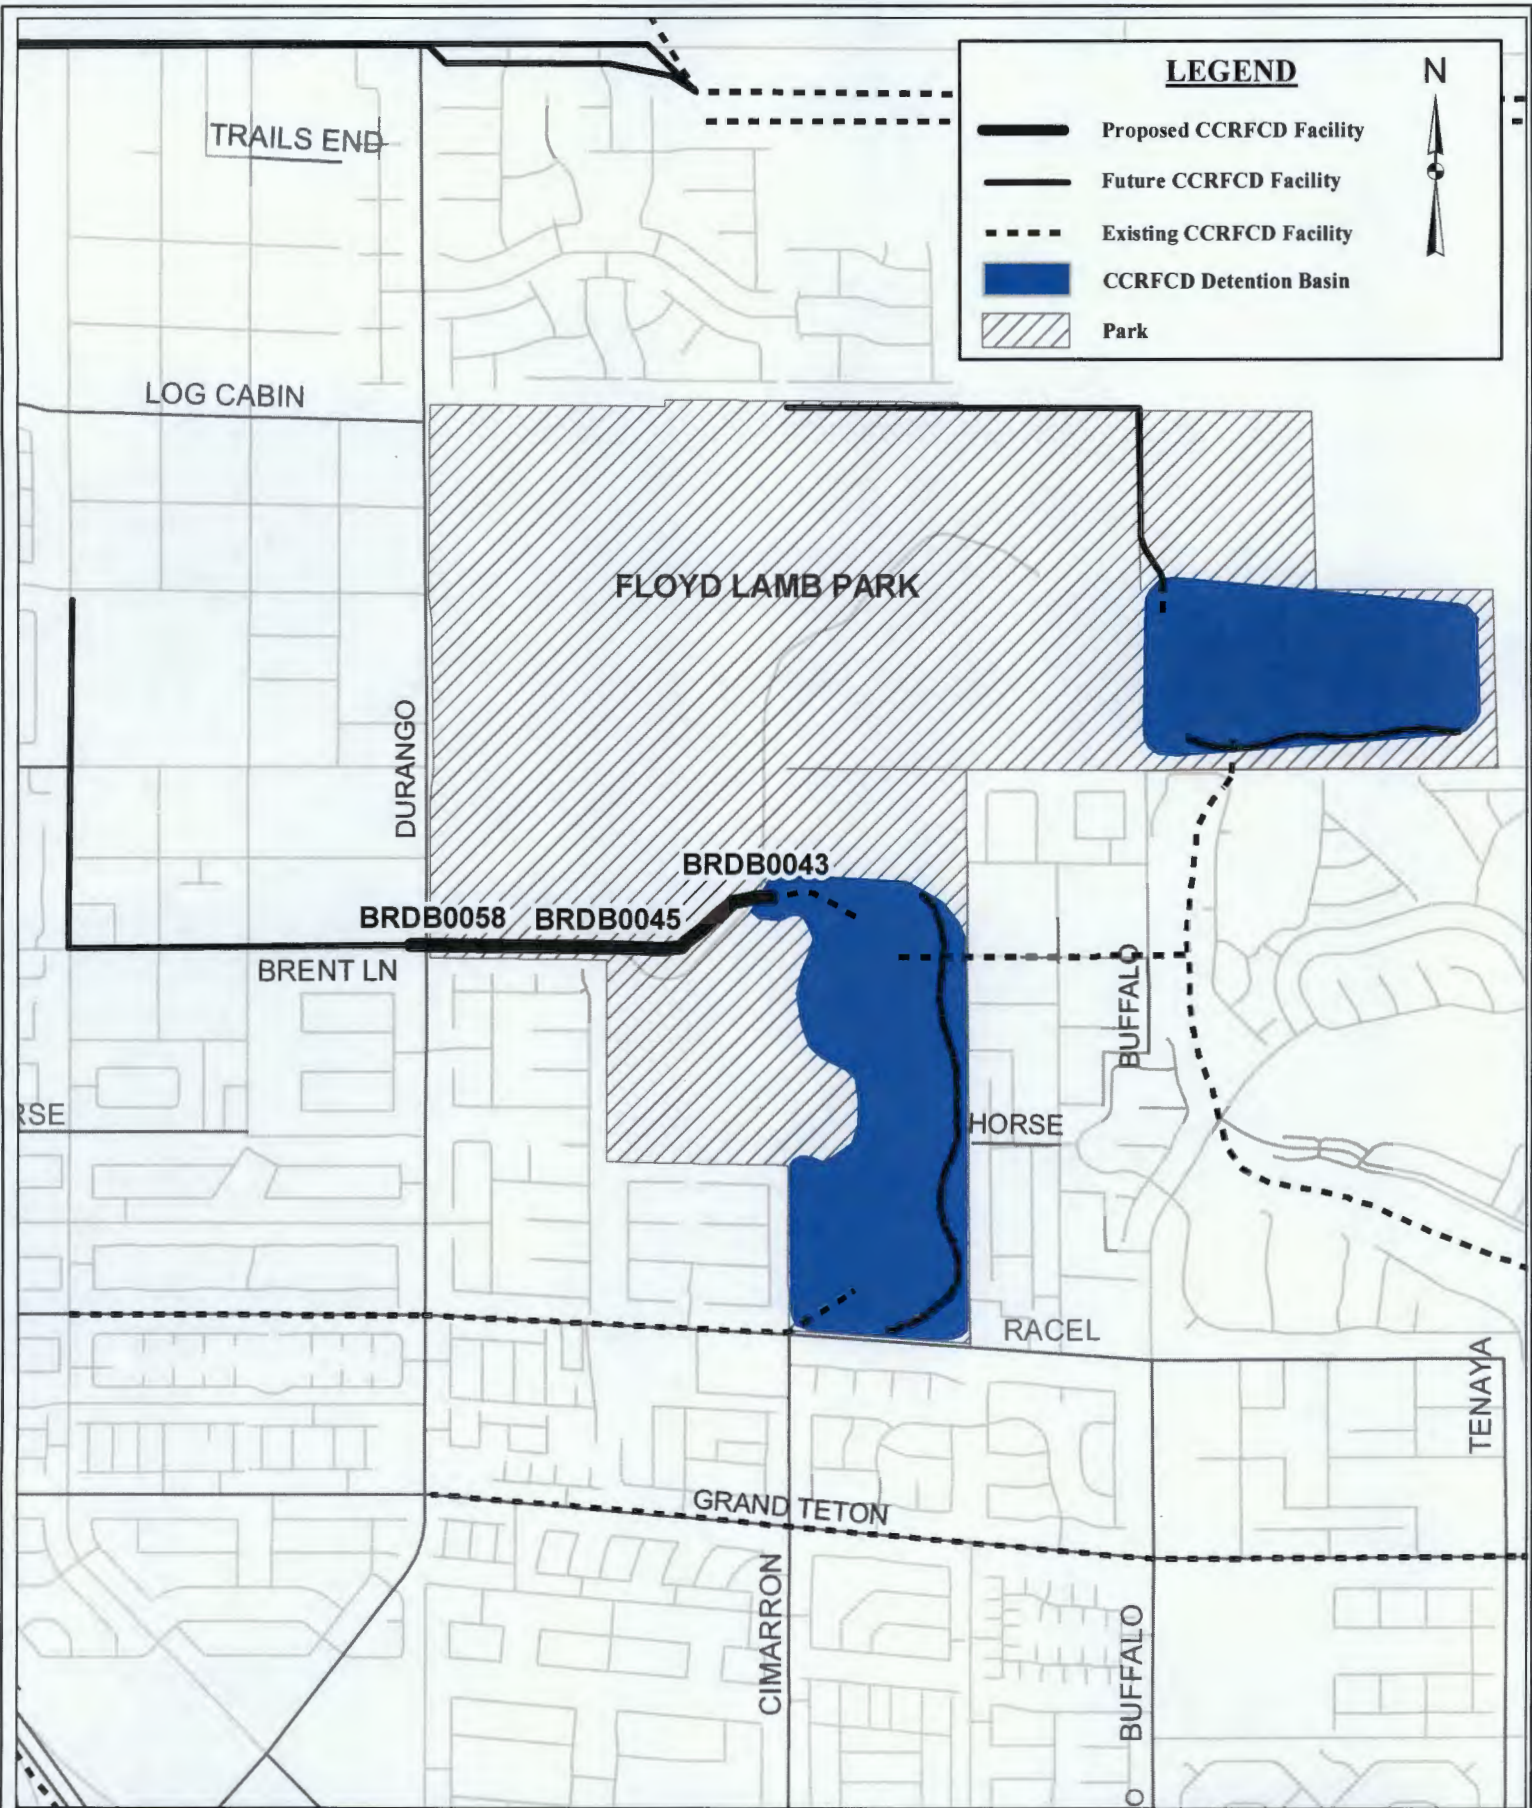 LEGEND
N
Proposed CCRFCD Facility
Future CCRFCD Facility
Existing CCRFCD Facility
CCRFCD Detention Basin
Park
TRAILS END
LOG CABIN
FLOYD LAMB PARK
DURANGO
BRDB0043
BRDB0058
BRDB0045
BRENT LN
BUFFALO
RSE
HORSE
RACEL
TENAYA
GRAND TETON
CIMARRON
BUFFALO
O